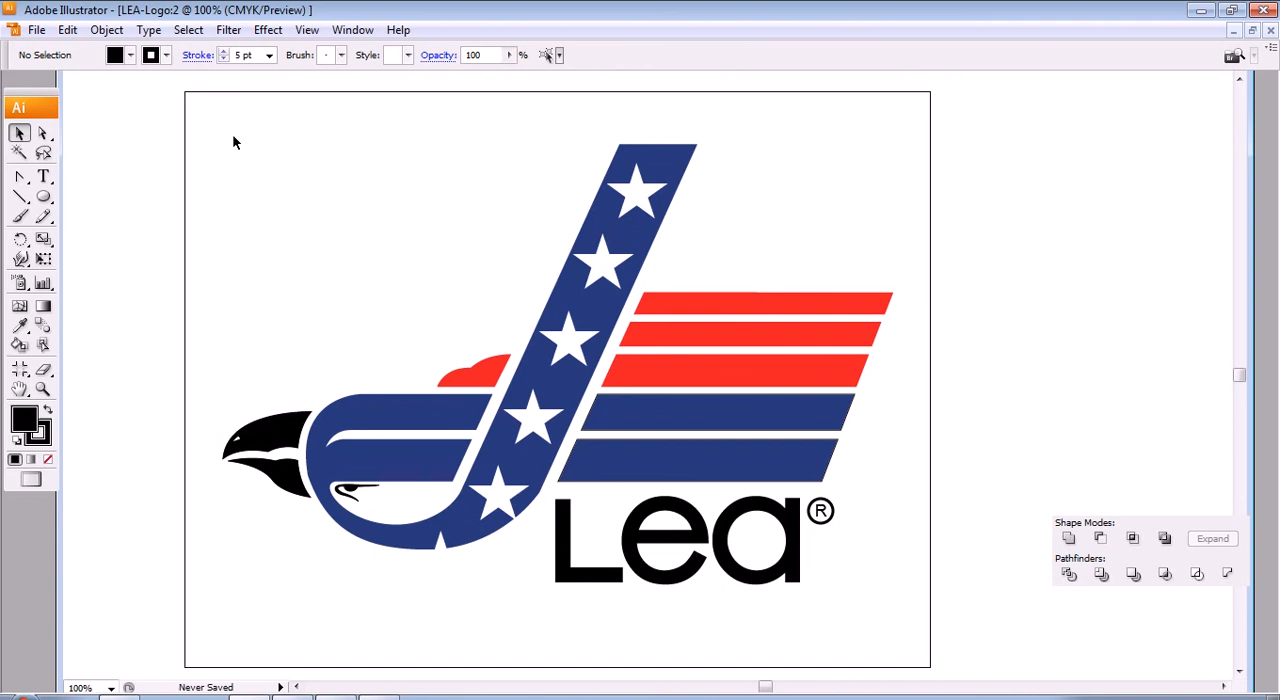 Adobe Illustrator - [LEA-Logo:2 @ 100% (CMYK/Preview) ]
File Edit Object Type Select Filter Effect View Window Help
No Selection Stroke: 5 pt Brush: Style: Opacity: 100 %
Ai
Lea®
Shape Modes:
Expand
Pathfinders:
100% Never Saved